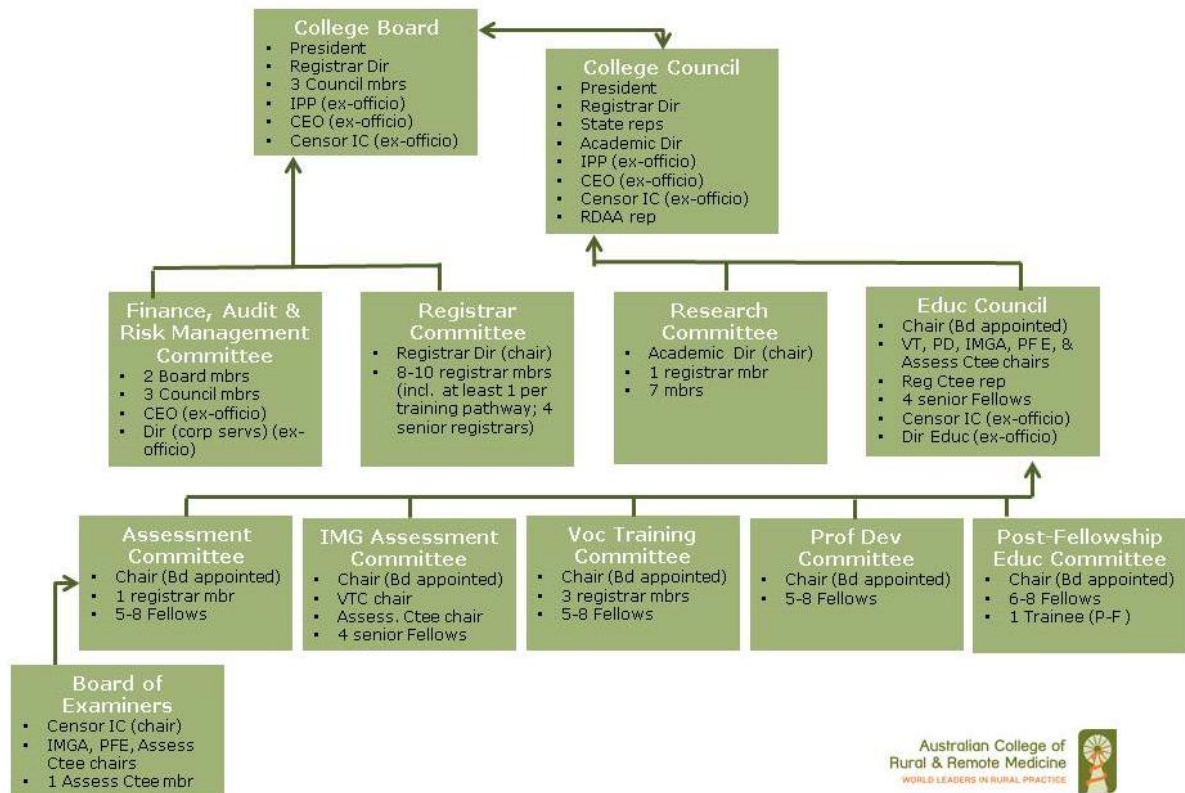 College Board
▪ President
▪ Registrar Dir
▪ 3 Council mbrs
▪ IPP (ex-officio)
▪ CEO (ex-officio)
▪ Censor IC (ex-officio)
College Council
▪ President
▪ Registrar Dir
▪ State reps
▪ Academic Dir
▪ IPP (ex-officio)
▪ CEO (ex-officio)
▪ Censor IC (ex-officio)
▪ RDAA rep
Finance, Audit &
Risk Management
Committee
▪ 2 Board mbrs
▪ 3 Council mbrs
▪ CEO (ex-officio)
▪ Dir (corp servs) (ex-
officio)
Registrar
Committee
▪ Registrar Dir (chair)
▪ 8-10 registrar mbrs
(incl. at least 1 per
training pathway; 4
senior registrars)
Research
Committee
▪ Academic Dir (chair)
▪ 1 registrar mbr
▪ 7 mbrs
Educ Council
▪ Chair (Bd appointed)
▪ VT, PD, IMGA, PF E, &
Assess Ctee chairs
▪ Reg Ctee rep
▪ 4 senior Fellows
▪ Censor IC (ex-officio)
▪ Dir Educ (ex-officio)
Assessment
Committee
▪ Chair (Bd appointed)
▪ 1 registrar mbr
▪ 5-8 Fellows
IMG Assessment
Committee
▪ Chair (Bd appointed)
▪ VTC chair
▪ Assess. Ctee chair
▪ 4 senior Fellows
Voc Training
Committee
▪ Chair (Bd appointed)
▪ 3 registrar mbrs
▪ 5-8 Fellows
Prof Dev
Committee
▪ Chair (Bd appointed)
▪ 5-8 Fellows
Post-Fellowship
Educ Committee
▪ Chair (Bd appointed)
▪ 6-8 Fellows
▪ 1 Trainee (P-F )
Board of
Examiners
▪ Censor IC (chair)
▪ IMGA, PFE, Assess
Ctee chairs
▪ 1 Assess Ctee mbr
Australian College of
Rural & Remote Medicine
WORLD LEADERS IN RURAL PRACTICE